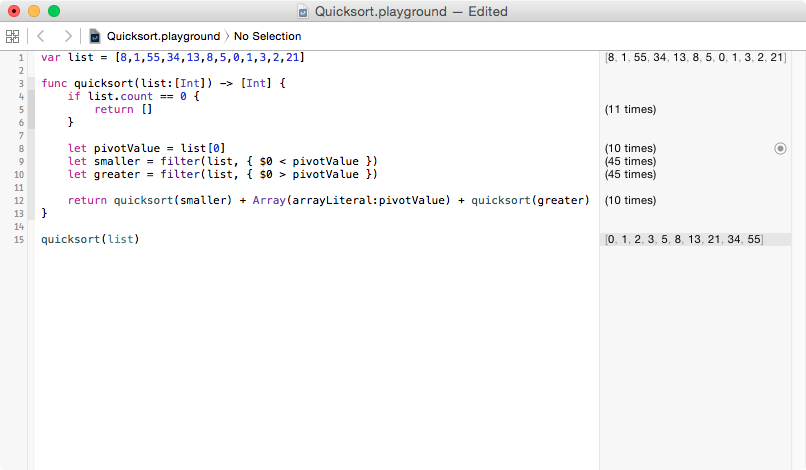 Quicksort.playground — Edited
Quicksort.playground 〉 No Selection
1 var list = [8,1,55,34,13,8,5,0,1,3,2,21] [8, 1, 55, 34, 13, 8, 5, 0, 1, 3, 2, 21]
2
3 func quicksort(list:[Int]) -> [Int] {
4 if list.count == 0 {
5 return [] (11 times)
6 }
7
8 let pivotValue = list[0] (10 times)
9 let smaller = filter(list, { $0 < pivotValue }) (45 times)
10 let greater = filter(list, { $0 > pivotValue }) (45 times)
11
12 return quicksort(smaller) + Array(arrayLiteral:pivotValue) + quicksort(greater) (10 times)
13 }
14
15 quicksort(list) [0, 1, 2, 3, 5, 8, 13, 21, 34, 55]